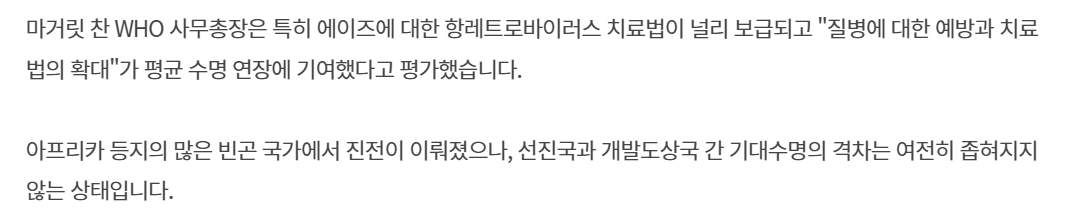 마거릿 찬 WHO 사무총장은 특히 에이즈에 대한 항레트로바이러스 치료법이 널리 보급되고 "질병에 대한 예방과 치료
법의 확대"가 평균 수명 연장에 기여했다고 평가했습니다.
아프리카 등지의 많은 빈곤 국가에서 진전이 이뤄졌으나, 선진국과 개발도상국 간 기대수명의 격차는 여전히 좁혀지지
않는 상태입니다.